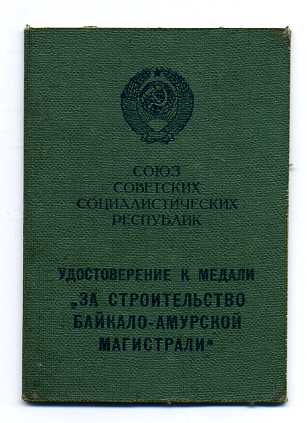 СОЮЗ
СОВЕТСКИХ
СОЦИАЛИСТИЧЕСКИХ
РЕСПУБЛИК
УДОСТОВЕРЕНИЕ К МЕДАЛИ
„ЗА СТРОИТЕЛЬСТВО
БАЙКАЛО-АМУРСКОЙ
МАГИСТРАЛИ“